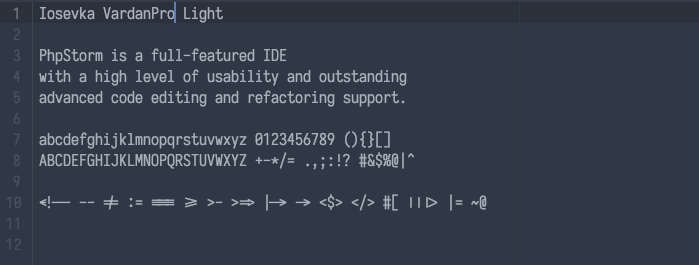 1 Iosevka VardanPro Light
2
3 PhpStorm is a full-featured IDE
4 with a high level of usability and outstanding
5 advanced code editing and refactoring support.
6
7 abcdefghijklmnopqrstuvwxyz 0123456789 (){}[]
8 ABCDEFGHIJKLMNOPQRSTUVWXYZ +-*/= .,;:!? #&$%@|^
9
10 <!-- -- != := === >= >- >=> |-> -> <$> </> #[ |||> |= ~@
11
12